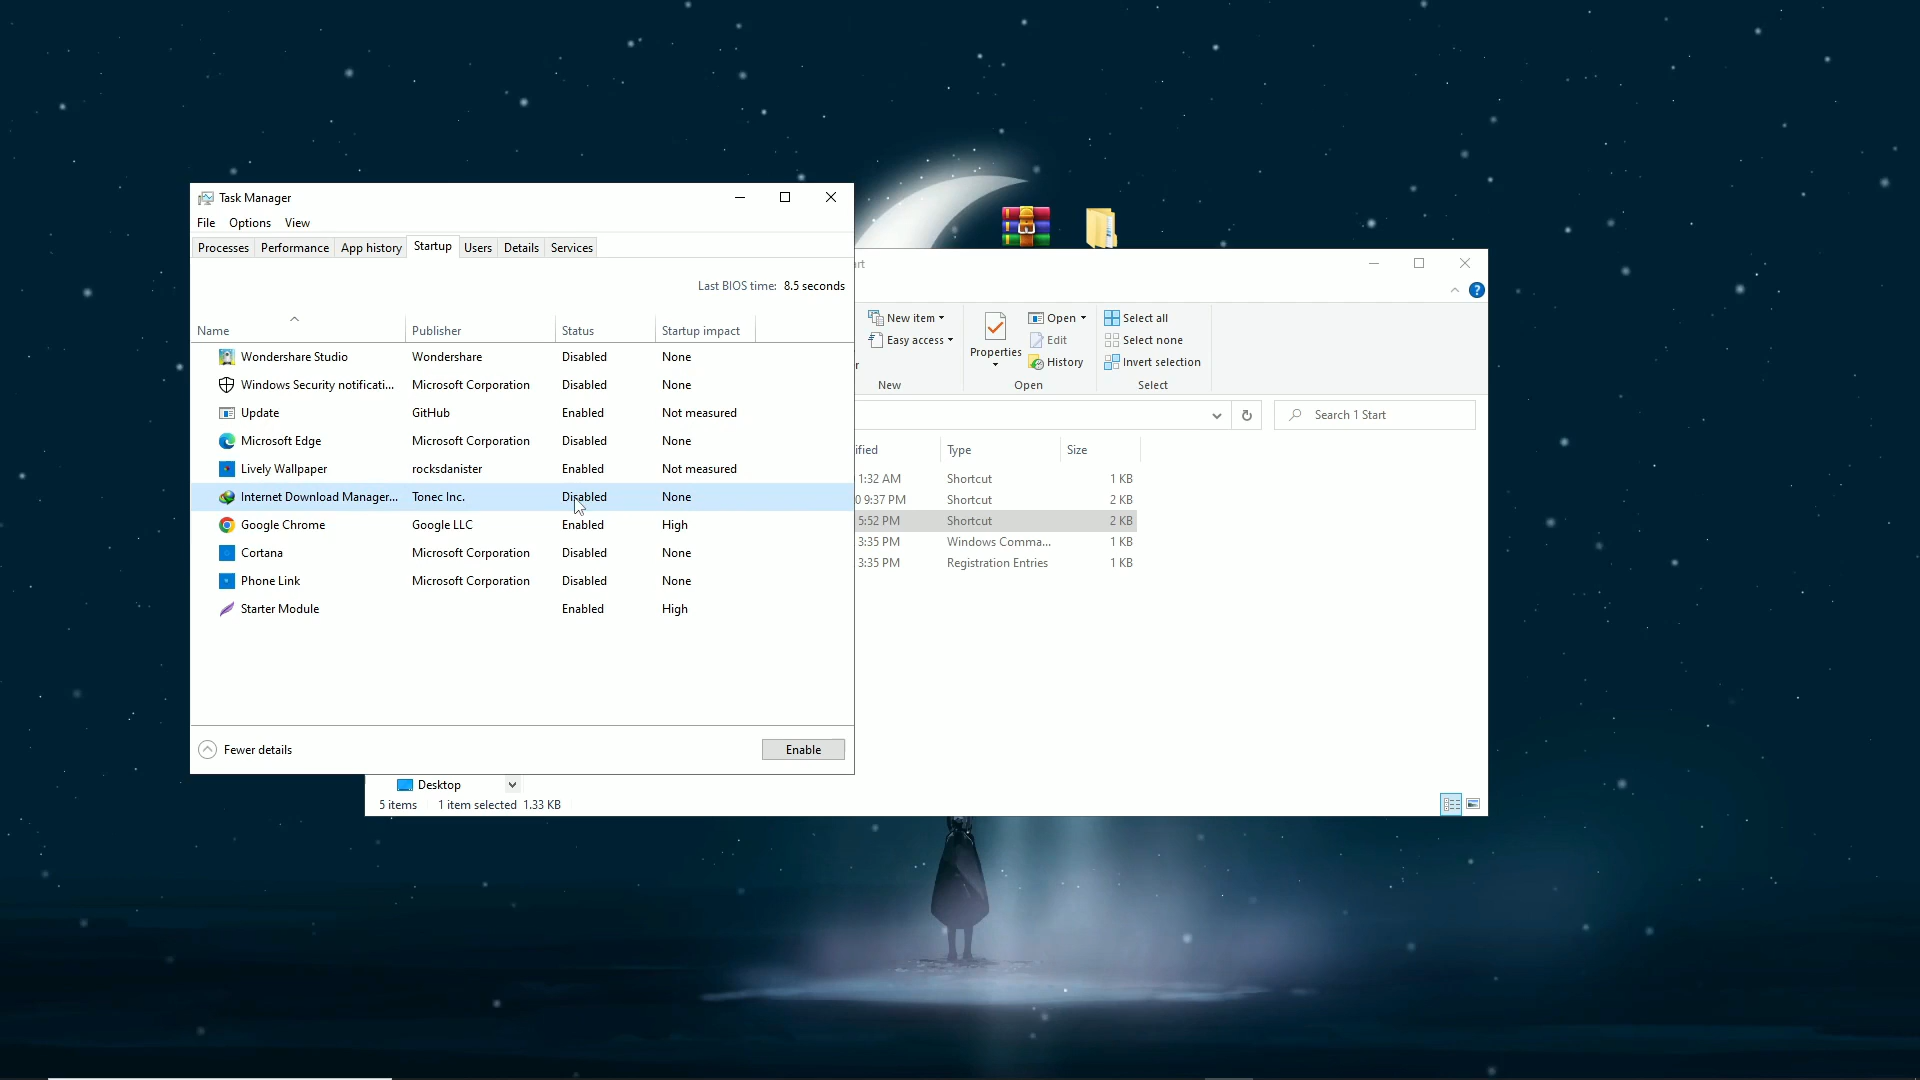 Task Manager
File Options View
Processes Performance App history Startup Users Details Services
Last BIOS time: 8.5 seconds
Name Publisher Status Startup impact
Wondershare Studio Wondershare Disabled None
Windows Security notificati... Microsoft Corporation Disabled None
Update GitHub Enabled Not measured
Microsoft Edge Microsoft Corporation Disabled None
Lively Wallpaper rocksdanister Enabled Not measured
Internet Download Manager... Tonec Inc. Disabled None
Google Chrome Google LLC Enabled High
Cortana Microsoft Corporation Disabled None
Phone Link Microsoft Corporation Disabled None
Starter Module Enabled High
Fewer details Enable
art
New item Open Select all
Easy access Edit Select none
Properties
History Invert selection
r
New Open Select
Search 1 Start
ified Type Size
1:32 AM Shortcut 1 KB
0 9:37 PM Shortcut 2 KB
5:52 PM Shortcut 2 KB
3:35 PM Windows Comma... 1 KB
3:35 PM Registration Entries 1 KB
Desktop
5 items 1 item selected 1.33 KB